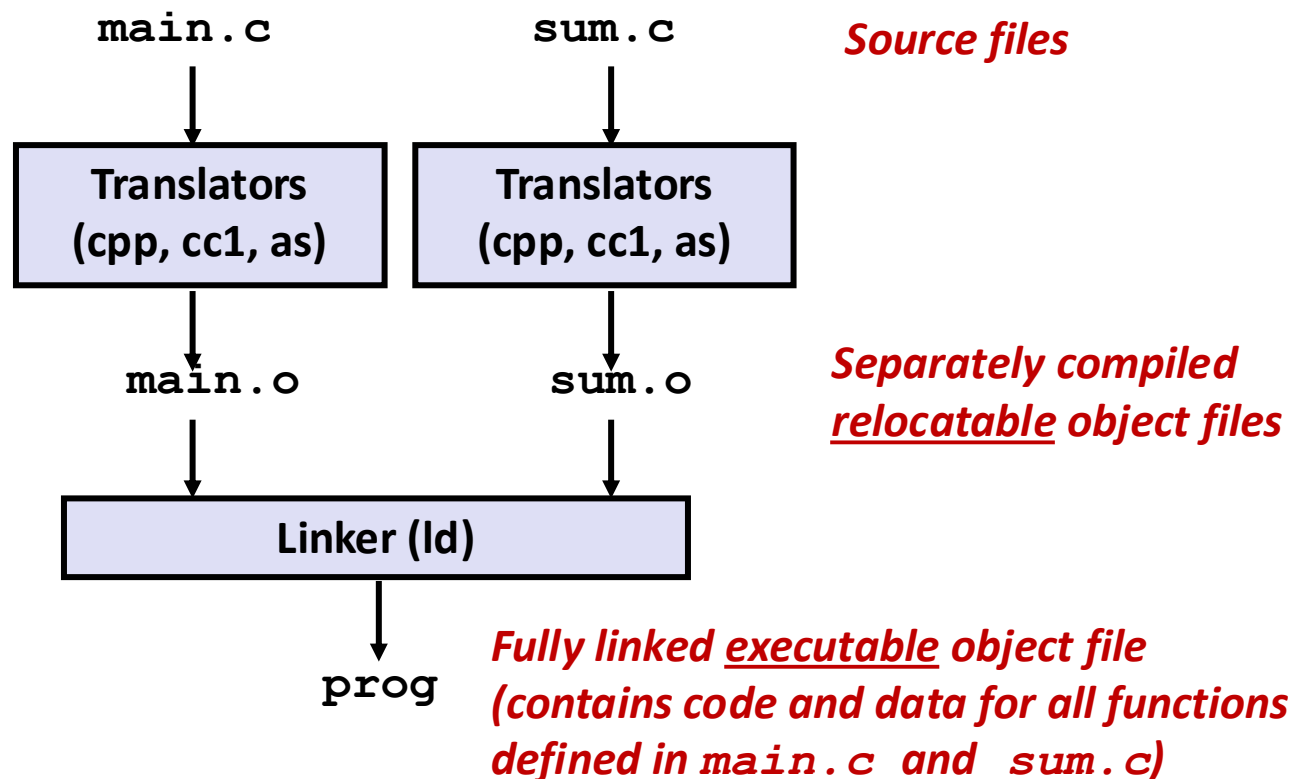 main.c sum.c Source files
Translators
(cpp, cc1, as)
Translators
(cpp, cc1, as)
main.o sum.o
Separately compiled
relocatable object files
Linker (ld)
prog
Fully linked executable object file
(contains code and data for all functions
defined in main.c and sum.c)